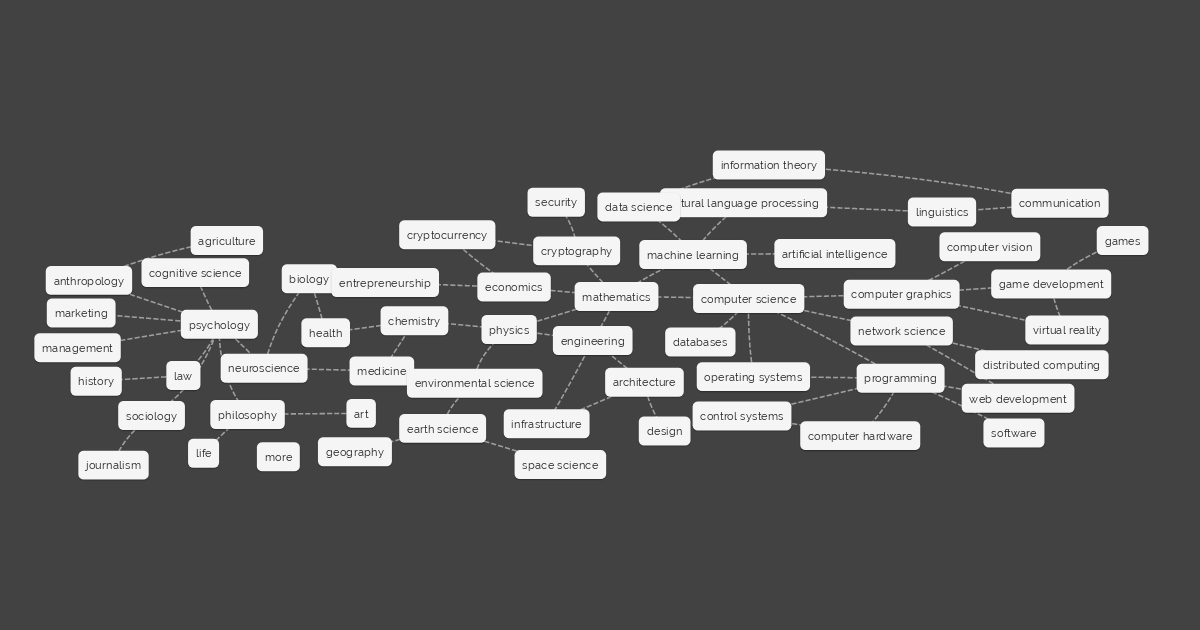 information theory
security
data science
tural language processing
linguistics
communication
cryptocurrency
agriculture
cryptography
games
computer vision
machine learning
artificial intelligence
cognitive science
anthropology
biology
entrepreneurship
economics
mathematics
computer science
computer graphics
game development
marketing
psychology
health
chemistry
physics
engineering
databases
network science
virtual reality
management
history
law
neuroscience
medicine
environmental science
architecture
operating systems
programming
distributed computing
web development
sociology
philosophy
art
earth science
infrastructure
design
control systems
computer hardware
software
journalism
life
more
geography
space science